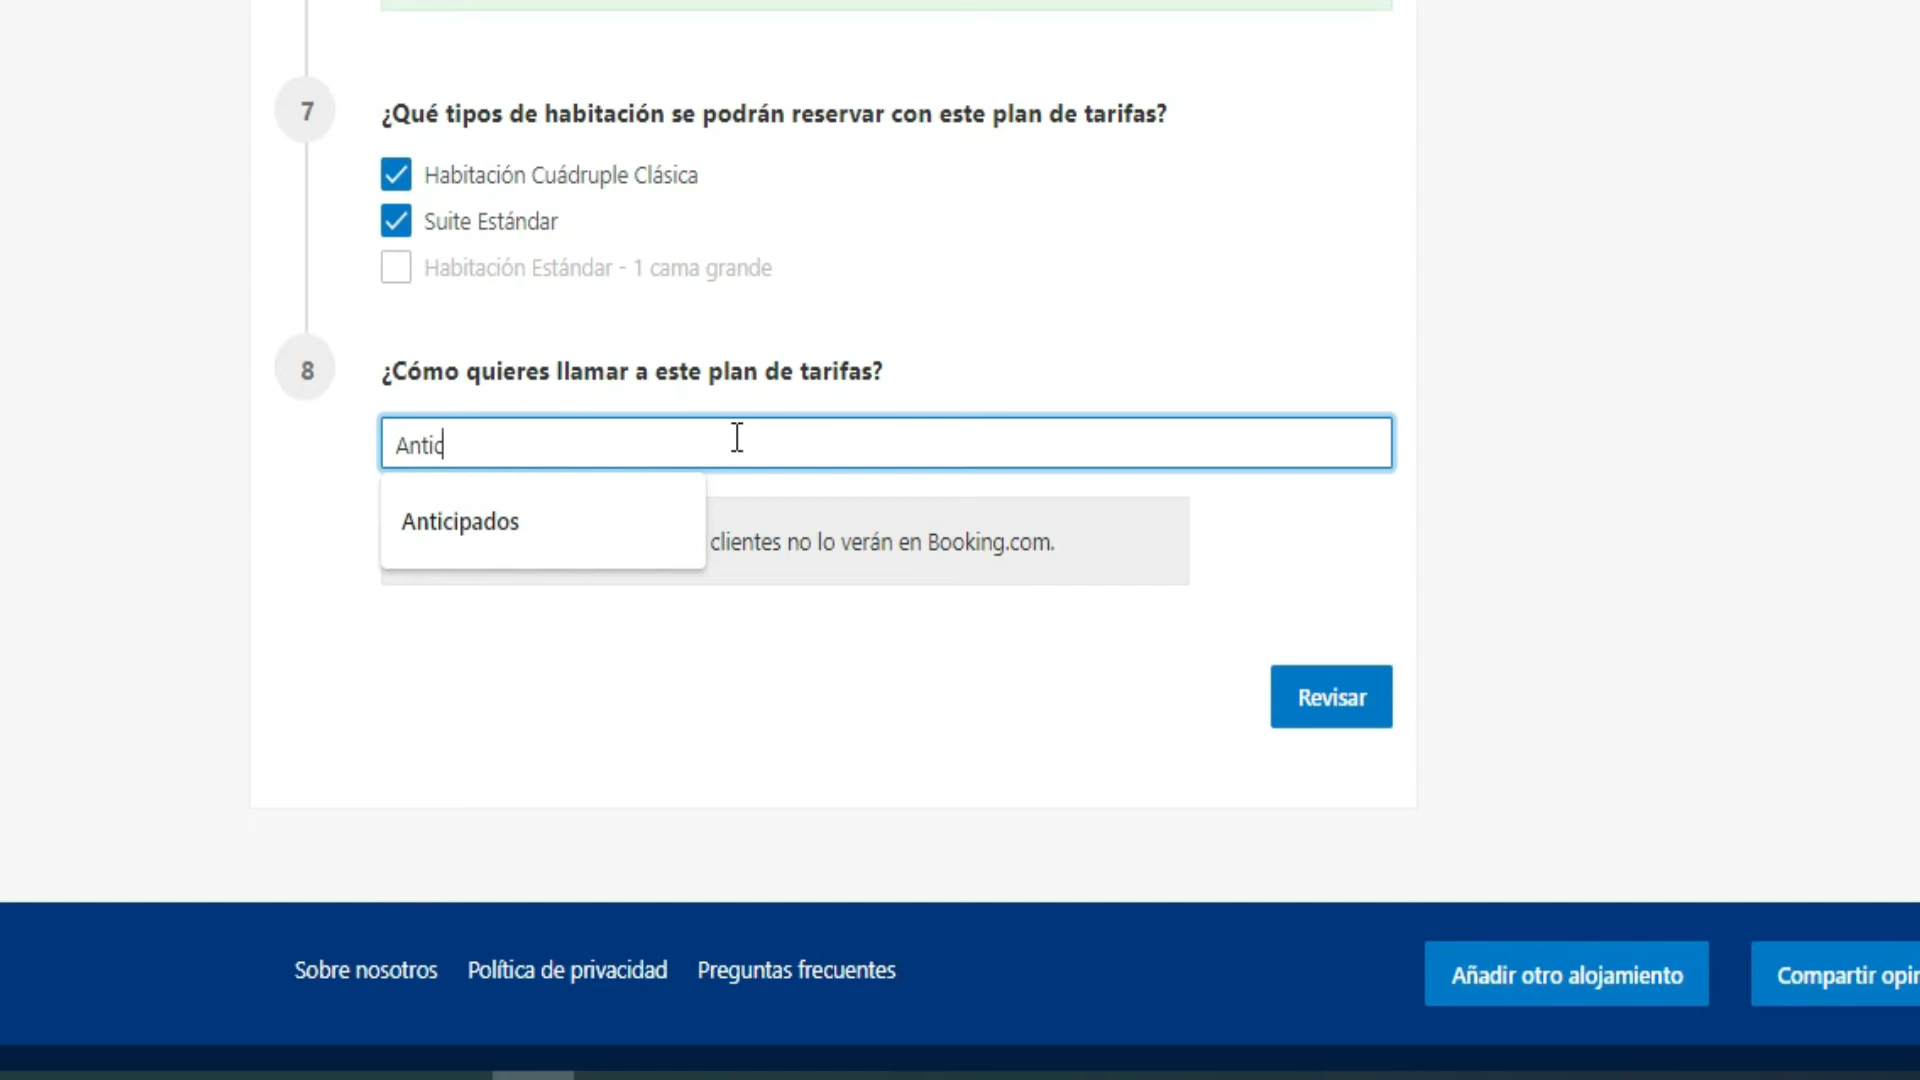 7
¿Qué tipos de habitación se podrán reservar con este plan de tarifas?
Habitación Cuádruple Clásica
Suite Estándar
Habitación Estándar - 1 cama grande
8
¿Cómo quieres llamar a este plan de tarifas?
Antic
Anticipados
clientes no lo verán en Booking.com.
Revisar
Sobre nosotros Política de privacidad Preguntas frecuentes
Añadir otro alojamiento
Compartir opin